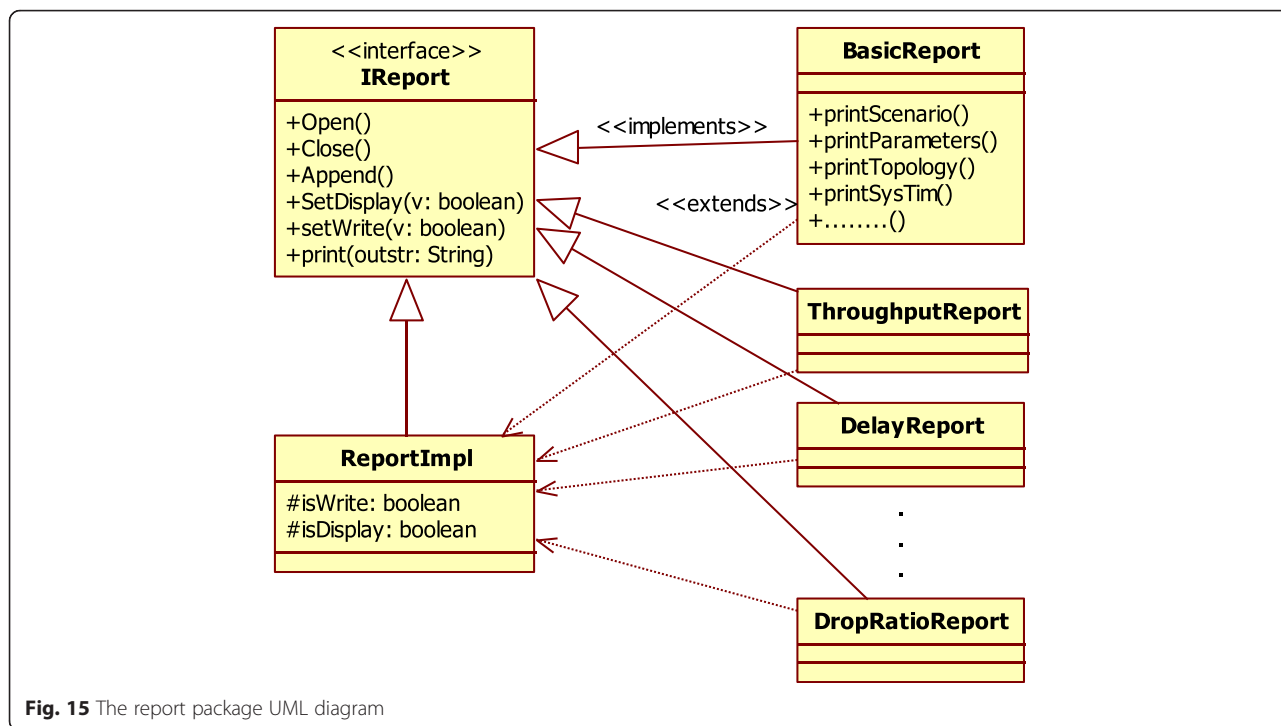 <<interface>>
IReport
+Open()
+Close()
+Append()
+SetDisplay(v: boolean)
+setWrite(v: boolean)
+print(outstr: String)
<<implements>>
<<extends>>
BasicReport
+printScenario()
+printParameters()
+printTopology()
+printSysTim()
+........()
ThroughputReport
DelayReport
.
.
.
DropRatioReport
ReportImpl
#isWrite: boolean
#isDisplay: boolean
Fig. 15 The report package UML diagram